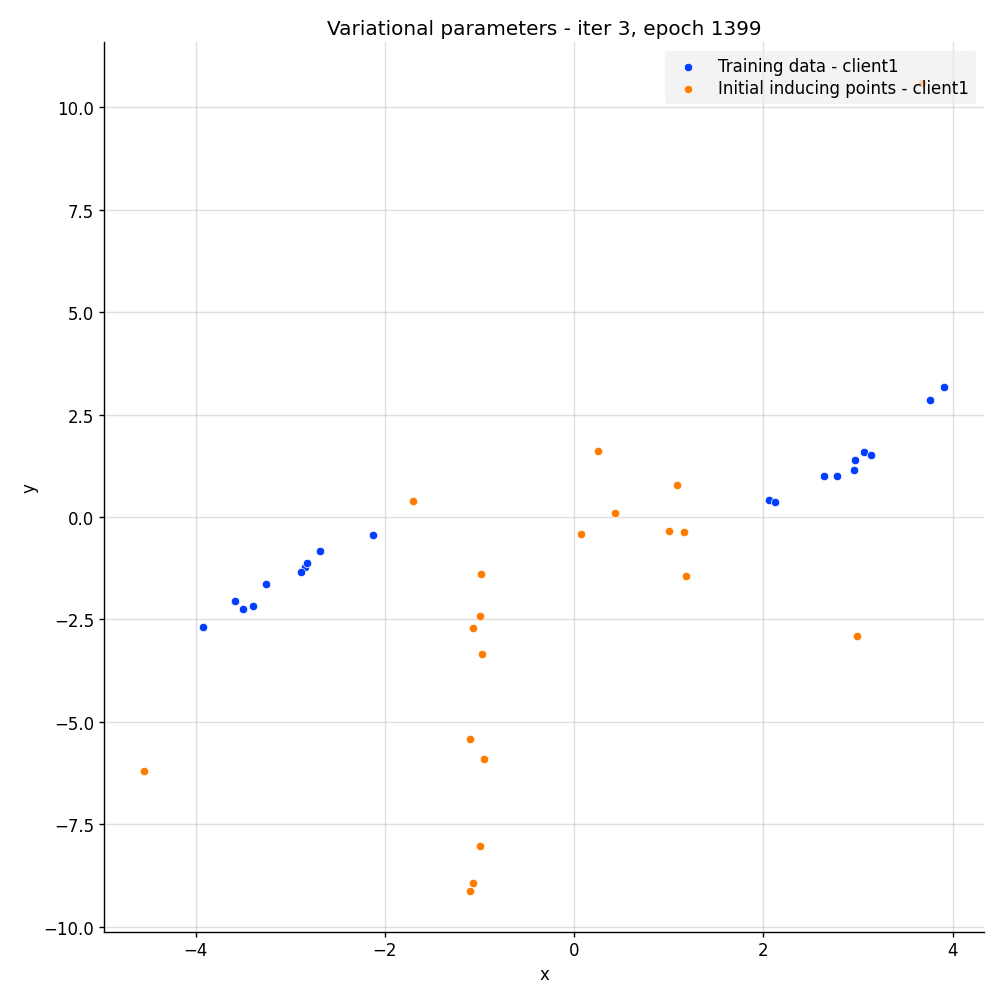 Variational parameters - iter 3, epoch 1399
Training data - client1
Initial inducing points - client1
10.0
7.5
5.0
2.5
0.0
−2.5
−5.0
−7.5
−10.0
y
−4
−2
0
2
4
x